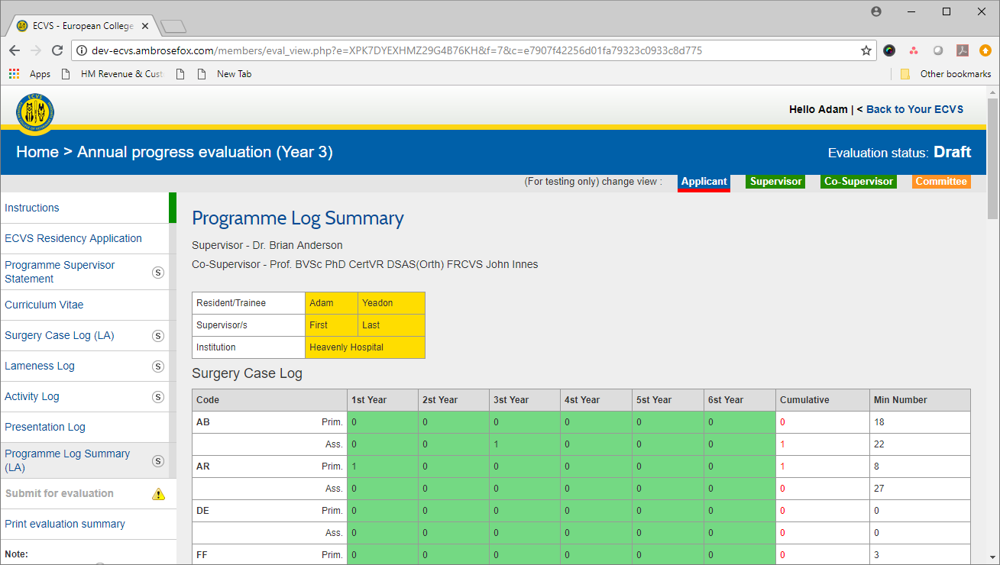 ECVS - European College
dev-ecvs.ambrosefox.com/members/eval_view.php?e=XPK7DYEXHMZ29G4B76KH&f=7&c=e7907f42256d01fa79323c0933c8d775
Apps HM Revenue & Cust New Tab Other bookmarks
ECVS
Hello Adam | < Back to Your ECVS
Home > Annual progress evaluation (Year 3) Evaluation status: Draft
(For testing only) change view : Applicant Supervisor Co-Supervisor Committee
Instructions
ECVS Residency Application
Programme Supervisor
Statement S
Curriculum Vitae
Surgery Case Log (LA) S
Lameness Log S
Activity Log S
Presentation Log
Programme Log Summary
(LA) S
Submit for evaluation
Print evaluation summary
Note:
Programme Log Summary
Supervisor - Dr. Brian Anderson
Co-Supervisor - Prof. BVSc PhD CertVR DSAS(Orth) FRCVS John Innes
Resident/Trainee Adam Yeadon
Supervisor/s First Last
Institution Heavenly Hospital
Surgery Case Log
Code 1st Year 2st Year 3st Year 4st Year 5st Year 6st Year Cumulative Min Number
AB Prim. 0 0 0 0 0 0 0 18
Ass. 0 0 1 0 0 0 1 22
AR Prim. 1 0 0 0 0 0 1 8
Ass. 0 0 0 0 0 0 0 27
DE Prim. 0 0 0 0 0 0 0 0
Ass. 0 0 0 0 0 0 0 0
FF Prim. 0 0 0 0 0 0 0 3